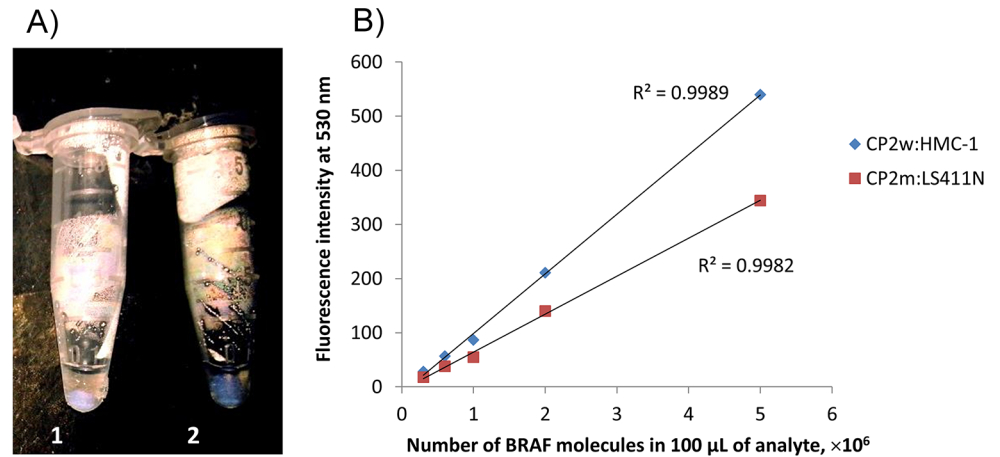 A)
1
2
B)
Fluorescence intensity at 530 nm
600
500
400
300
200
100
0
0 1 2 3 4 5 6
R² = 0.9989
R² = 0.9982
CP2w:HMC-1
CP2m:LS411N
Number of BRAF molecules in 100 µL of analyte, ×10⁶